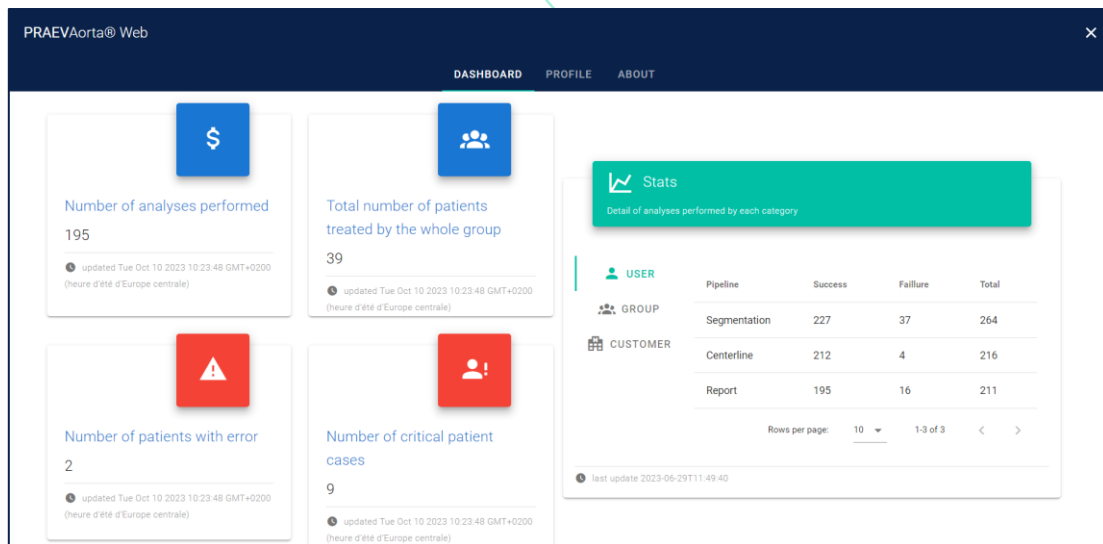 PRAEVAorta® Web
DASHBOARD PROFILE ABOUT
Number of analyses performed
195
updated Tue Oct 10 2023 10:23:48 GMT+0200
(heure d'été d'Europe centrale)
Total number of patients
treated by the whole group
39
updated Tue Oct 10 2023 10:23:48 GMT+0200
(heure d'été d'Europe centrale)
Number of patients with error
2
updated Tue Oct 10 2023 10:23:48 GMT+0200
(heure d'été d'Europe centrale)
Number of critical patient
cases
9
updated Tue Oct 10 2023 10:23:48 GMT+0200
(heure d'été d'Europe centrale)
Stats
Detail of analyses performed by each category
USER
GROUP
CUSTOMER
Pipeline Success Faillure Total
Segmentation 227 37 264
Centerline 212 4 216
Report 195 16 211
Rows per page: 10 1-3 of 3
last update 2023-06-29T11:49:40